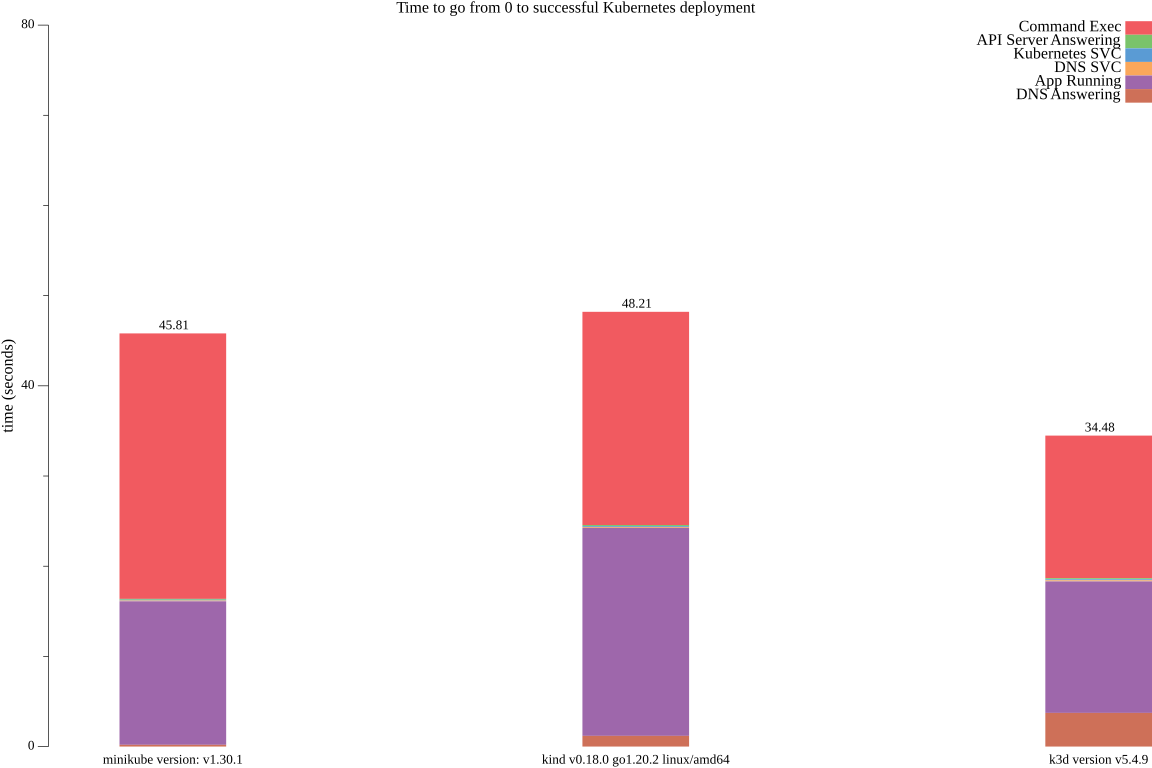 Time to go from 0 to successful Kubernetes deployment
80
40
0
time (seconds)
Command Exec
API Server Answering
Kubernetes SVC
DNS SVC
App Running
DNS Answering
45.81
48.21
34.48
minikube version: v1.30.1
kind v0.18.0 go1.20.2 linux/amd64
k3d version v5.4.9